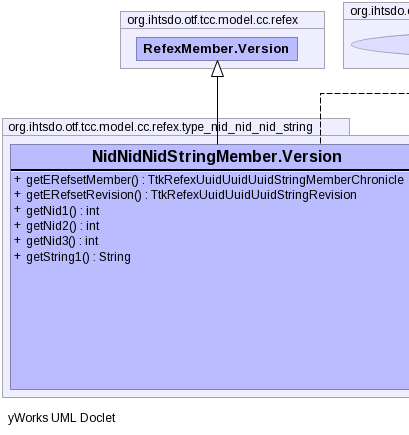 org.ihtsdo.otf.tcc.model.cc.refex
org.ihtsdo.
RefexMember.Version
org.ihtsdo.otf.tcc.model.cc.refex.type_nid_nid_nid_string
NidNidNidStringMember.Version
+ getERefsetMember() : TtkRefexUuidUuidUuidStringMemberChronicle
+ getERefsetRevision() : TtkRefexUuidUuidUuidStringRevision
+ getNid1() : int
+ getNid2() : int
+ getNid3() : int
+ getString1() : String
yWorks UML Doclet